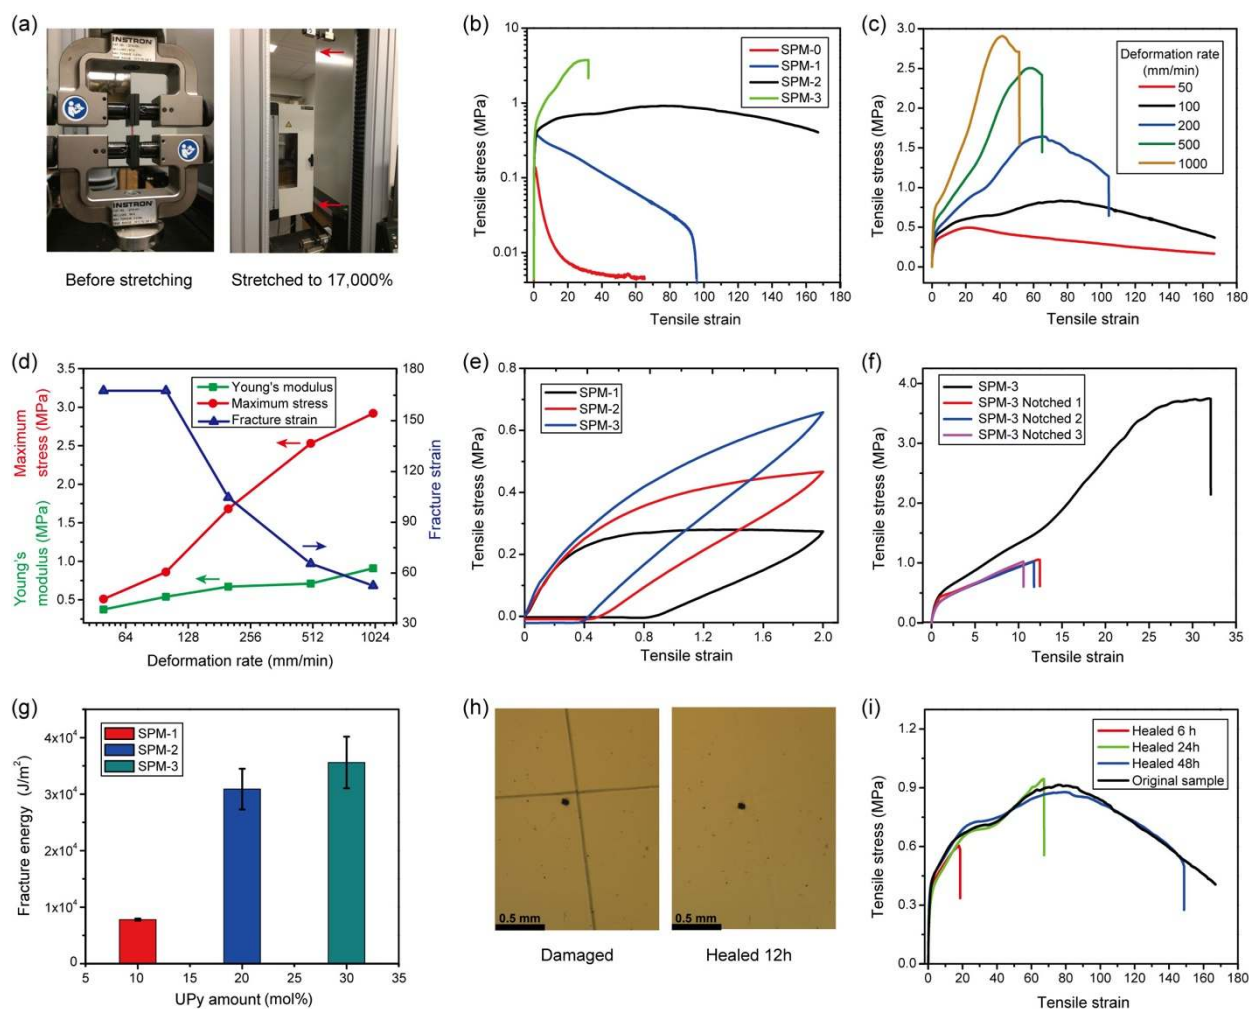 (a)
INSTRON
INSTRON
Before stretching
Stretched to 17,000%
(b)
Tensile stress (MPa)
10
1
0.1
0.01
SPM-0
SPM-1
SPM-2
SPM-3
0 20 40 60 80 100 120 140 160 180
Tensile strain
(c)
Tensile stress (MPa)
3.0
2.5
2.0
1.5
1.0
0.5
0.0
Deformation rate
(mm/min)
50
100
200
500
1000
0 20 40 60 80 100 120 140 160 180
Tensile strain
(d)
Maximum
stress (MPa)
Young's
modulus (MPa)
3.5
3.0
2.5
2.0
1.5
1.0
0.5
Young's modulus
Maximum stress
Fracture strain
180
150
120
90
60
30
Fracture strain
64 128 256 512 1024
Deformation rate (mm/min)
(e)
Tensile stress (MPa)
0.8
0.6
0.4
0.2
0.0
SPM-1
SPM-2
SPM-3
0.0 0.4 0.8 1.2 1.6 2.0
Tensile strain
(f)
Tensile stress (MPa)
4.0
3.0
2.0
1.0
0.0
SPM-3
SPM-3 Notched 1
SPM-3 Notched 2
SPM-3 Notched 3
0 5 10 15 20 25 30 35
Tensile strain
(g)
Fracture energy (J/m²)
4x10⁴
3x10⁴
2x10⁴
1x10⁴
0
SPM-1
SPM-2
SPM-3
5 10 15 20 25 30 35
UPy amount (mol%)
(h)
0.5 mm
0.5 mm
Damaged
Healed 12h
(i)
Tensile stress (MPa)
1.2
0.9
0.6
0.3
0.0
Healed 6 h
Healed 24h
Healed 48h
Original sample
0 20 40 60 80 100 120 140 160 180
Tensile strain